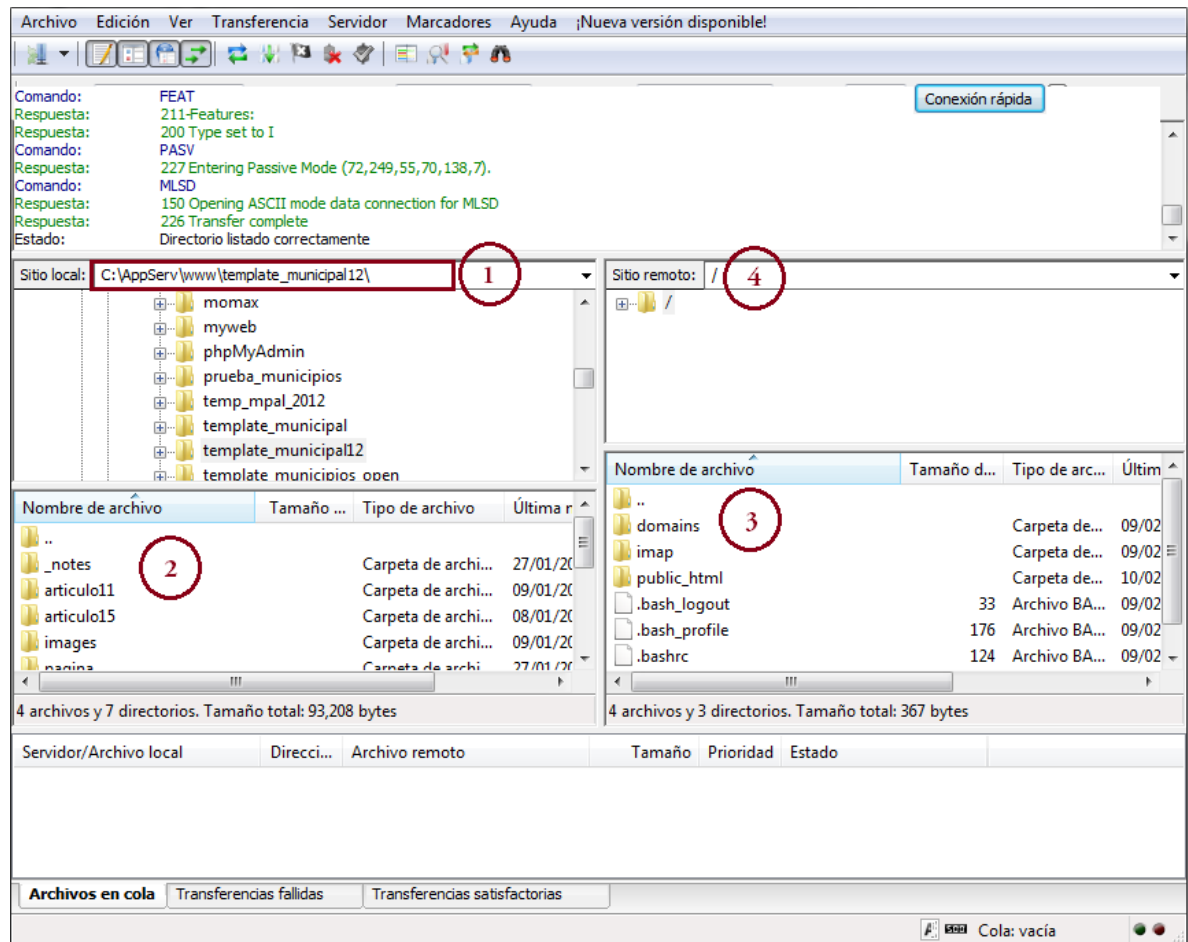 Archivo Edición Ver Transferencia Servidor Marcadores Ayuda ¡Nueva versión disponible!
Conexión rápida
Comando: FEAT
Respuesta: 211-Features:
Respuesta: 200 Type set to I
Comando: PASV
Respuesta: 227 Entering Passive Mode (72,249,55,70,138,7).
Comando: MLSD
Respuesta: 150 Opening ASCII mode data connection for MLSD
Respuesta: 226 Transfer complete
Estado: Directorio listado correctamente
Sitio local: C:\AppServ\www\template_municipal12\ 1
momax
myweb
phpMyAdmin
prueba_municipios
temp_mpal_2012
template_municipal
template_municipal12
template_municipios_open
Nombre de archivo Tamaño ... Tipo de archivo Última r
..
_notes Carpeta de archi... 27/01/20
2
articulo11 Carpeta de archi... 09/01/20
articulo15 Carpeta de archi... 08/01/20
images Carpeta de archi... 09/01/20
pagina Carpeta de archi... 27/01/20
4 archivos y 7 directorios. Tamaño total: 93,208 bytes
Sitio remoto: / 4
/
Nombre de archivo Tamaño d... Tipo de arc... Últim
..
domains Carpeta de... 09/02
3
imap Carpeta de... 09/02
public_html Carpeta de... 10/02
.bash_logout 33 Archivo BA... 09/02
.bash_profile 176 Archivo BA... 09/02
.bashrc 124 Archivo BA... 09/02
4 archivos y 3 directorios. Tamaño total: 367 bytes
Servidor/Archivo local Direcci... Archivo remoto Tamaño Prioridad Estado
Archivos en cola Transferencias fallidas Transferencias satisfactorias
Cola: vacía